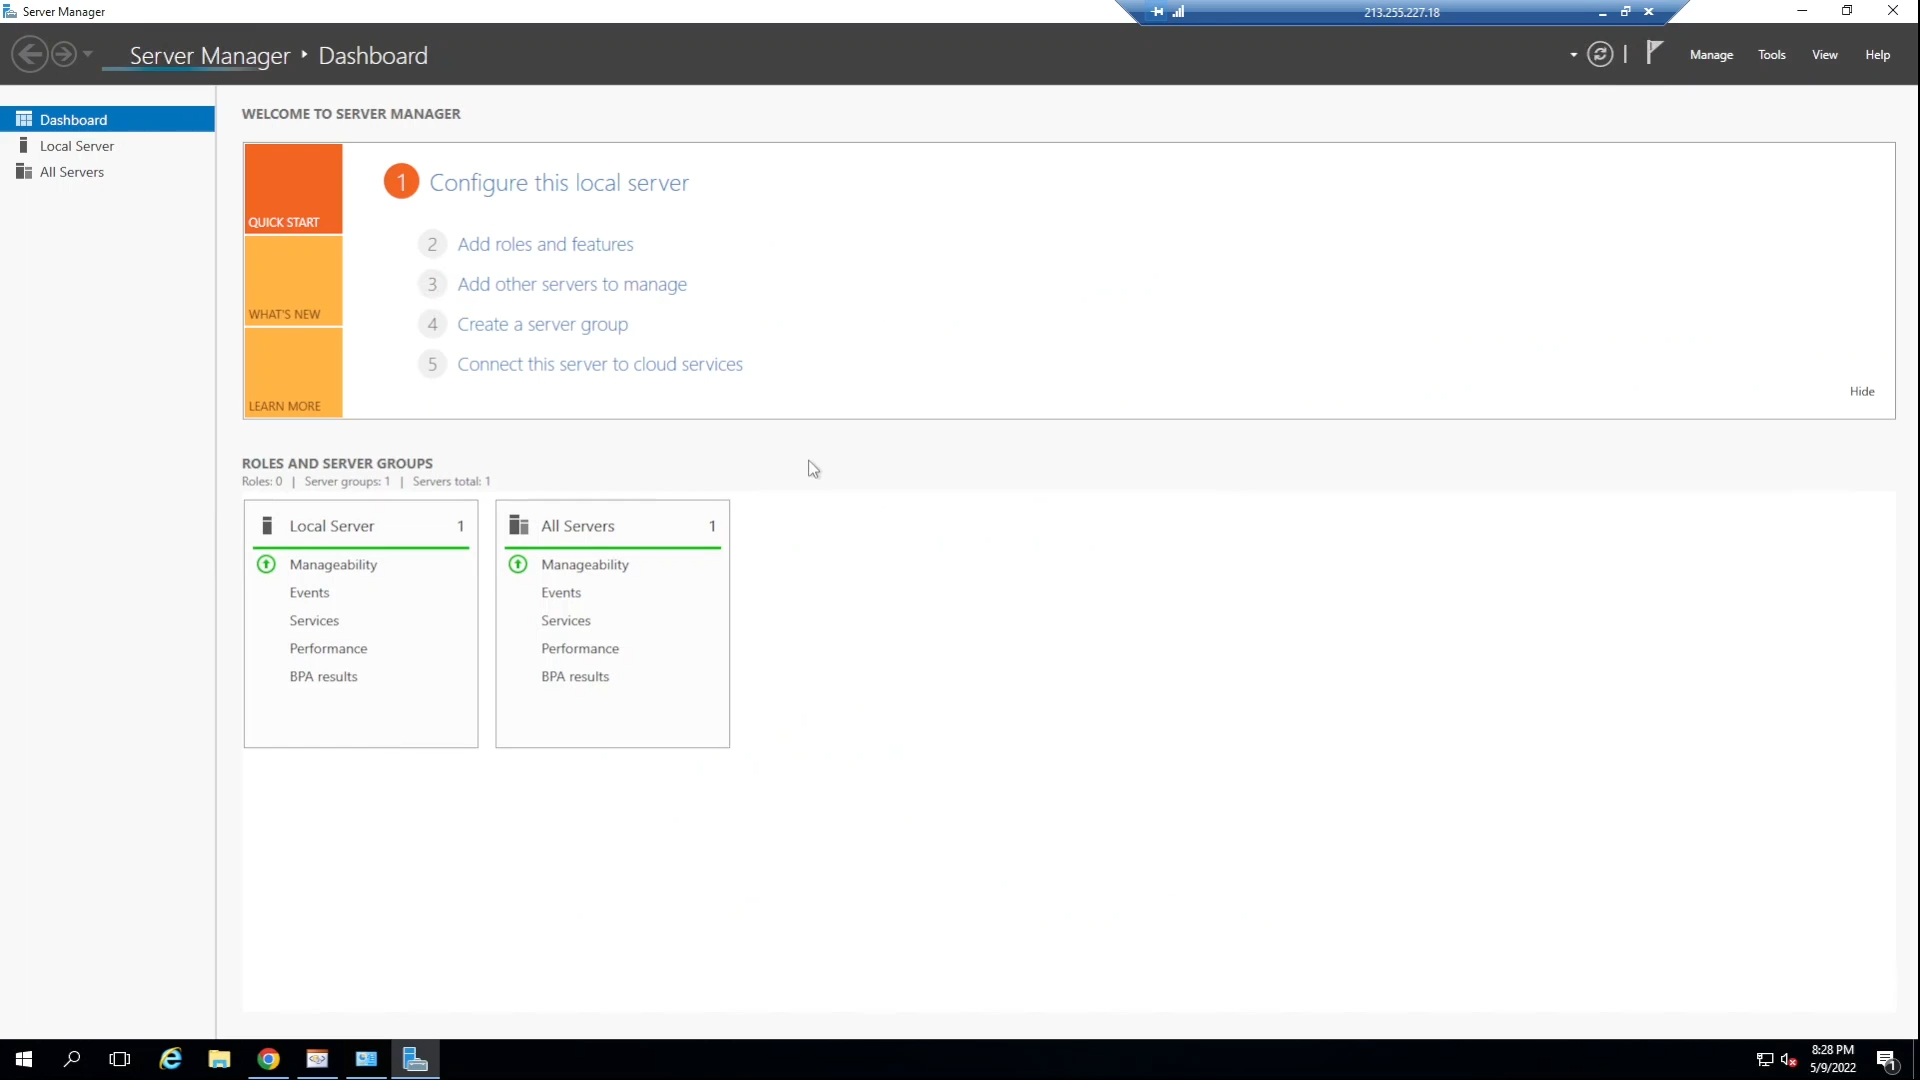 Server Manager
213.255.227.18
Server Manager
Dashboard
Manage
Tools
View
Help
Dashboard
Local Server
All Servers
WELCOME TO SERVER MANAGER
QUICK START
WHAT'S NEW
LEARN MORE
1 Configure this local server
2 Add roles and features
3 Add other servers to manage
4 Create a server group
5 Connect this server to cloud services
Hide
ROLES AND SERVER GROUPS
Roles: 0 | Server groups: 1 | Servers total: 1
Local Server 1
Manageability
Events
Services
Performance
BPA results
All Servers 1
Manageability
Events
Services
Performance
BPA results
8:28 PM
5/9/2022
1